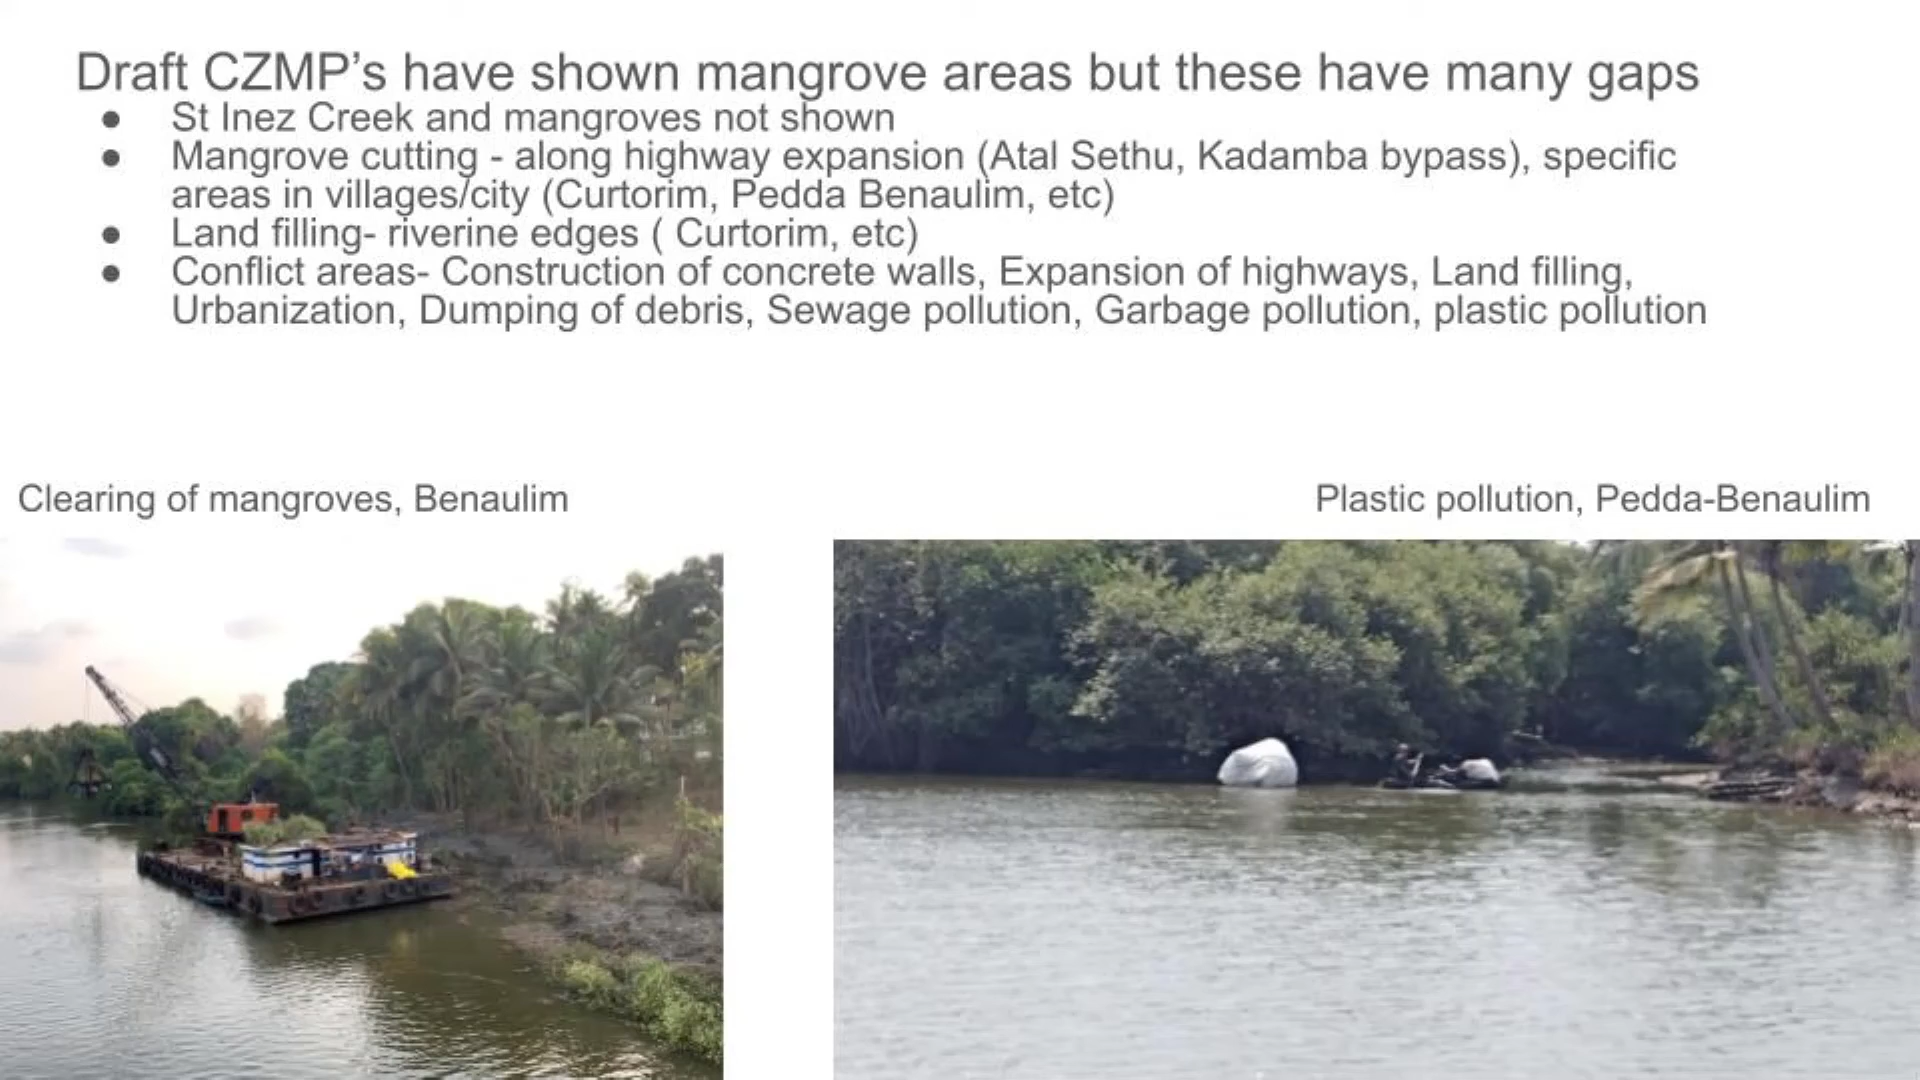 Draft CZMP’s have shown mangrove areas but these have many gaps
● St Inez Creek and mangroves not shown
● Mangrove cutting - along highway expansion (Atal Sethu, Kadamba bypass), specific
areas in villages/city (Curtorim, Pedda Benaulim, etc)
● Land filling- riverine edges ( Curtorim, etc)
● Conflict areas- Construction of concrete walls, Expansion of highways, Land filling,
Urbanization, Dumping of debris, Sewage pollution, Garbage pollution, plastic pollution
Clearing of mangroves, Benaulim
Plastic pollution, Pedda-Benaulim